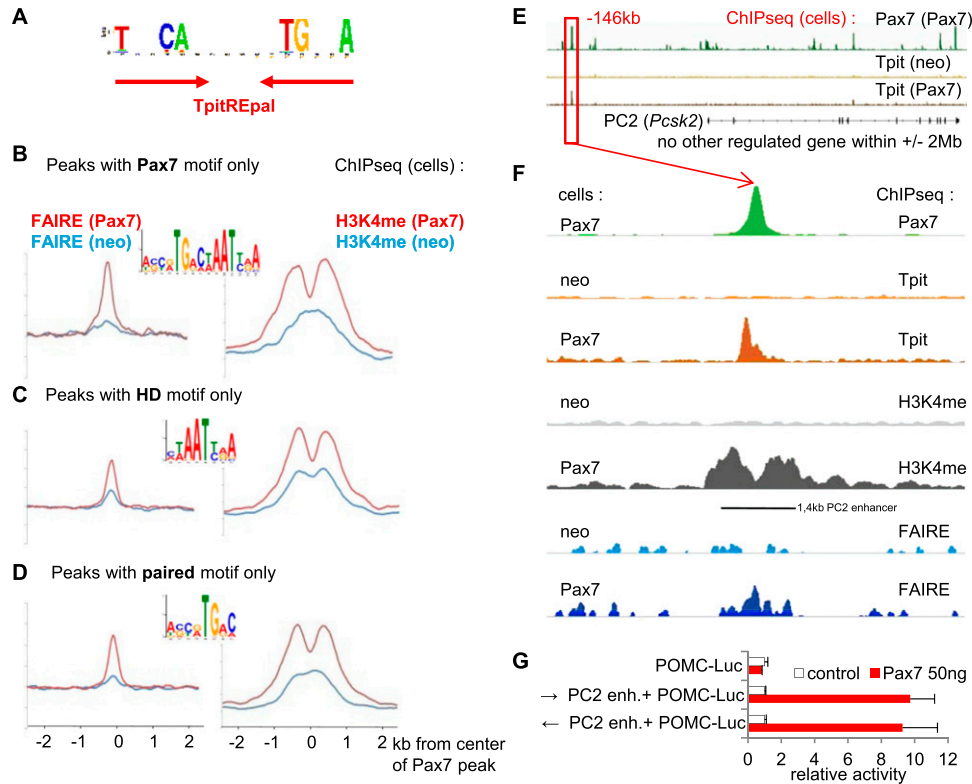 A
T CA TG A
TpitREpal
B
Peaks with Pax7 motif only
ChIPseq (cells) :
FAIRE (Pax7)
FAIRE (neo)
H3K4me (Pax7)
H3K4me (neo)
C
Peaks with HD motif only
D
Peaks with paired motif only
-2 -1 0 1 2
-2 -1 0 1 2
kb from center
of Pax7 peak
E
-146kb
ChIPseq (cells) :
Pax7 (Pax7)
Tpit (neo)
Tpit (Pax7)
PC2 (Pcsk2)
no other regulated gene within +/- 2Mb
F
cells :
ChIPseq :
Pax7
Pax7
neo
Tpit
Pax7
Tpit
neo
H3K4me
Pax7
H3K4me
1,4kb PC2 enhancer
neo
FAIRE
Pax7
FAIRE
G
POMC-Luc
control
Pax7 50ng
→ PC2 enh.+ POMC-Luc
← PC2 enh.+ POMC-Luc
0 2 4 6 8 10 12
relative activity